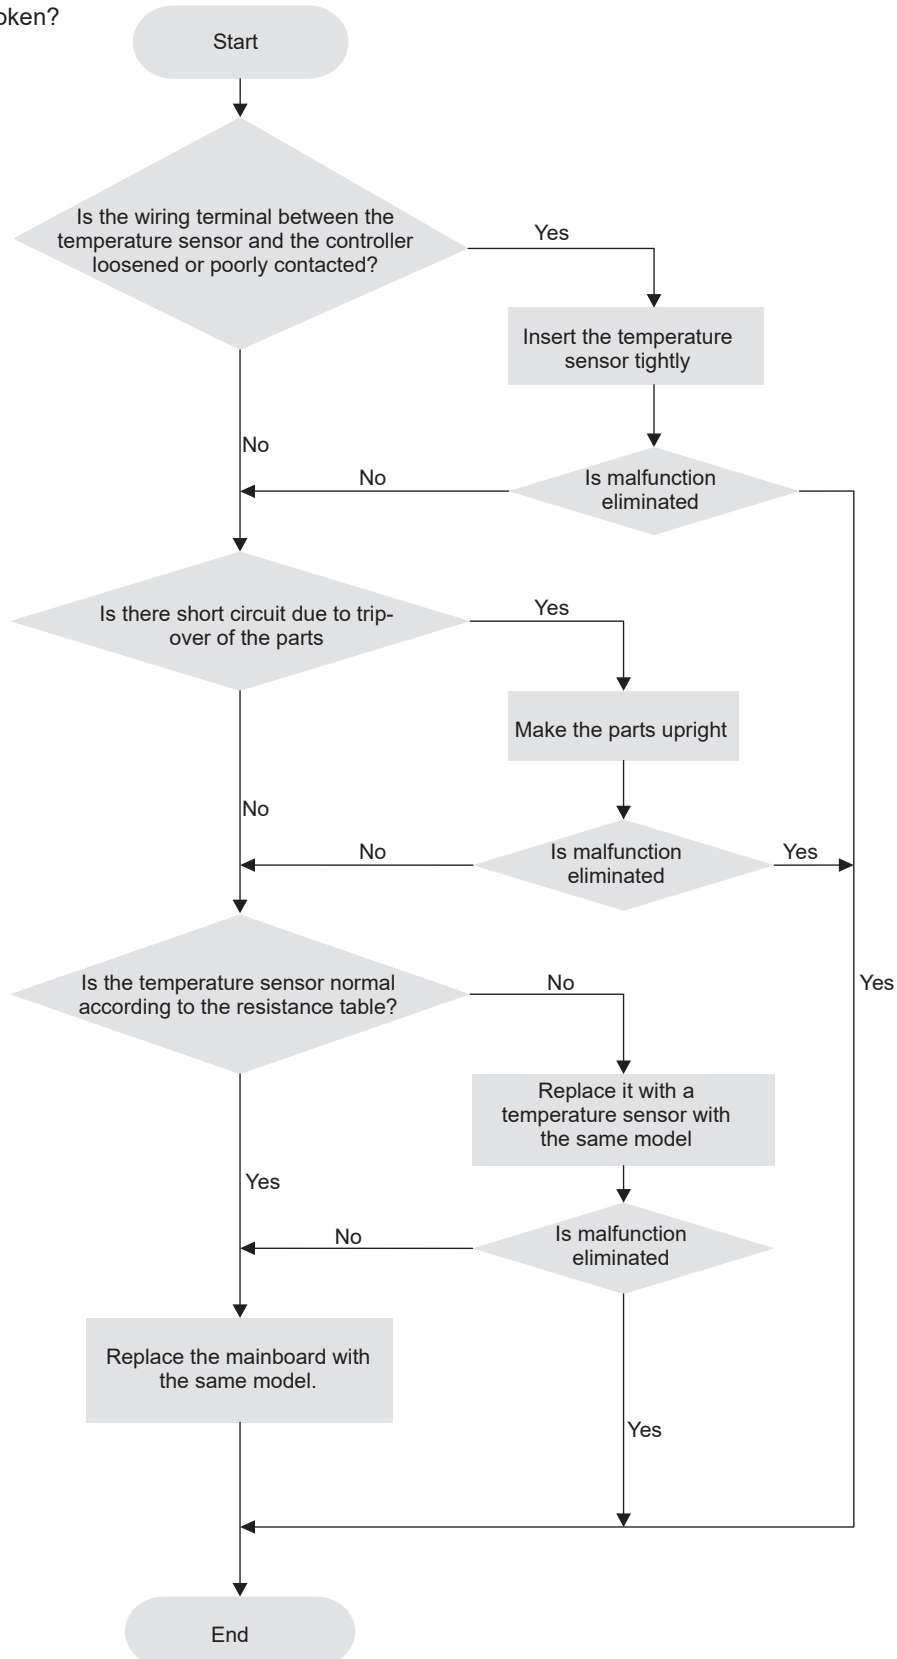 oken?
Start
Is the wiring terminal between the
temperature sensor and the controller
loosened or poorly contacted?
Yes
Insert the temperature
sensor tightly
No
No
Is malfunction
eliminated
Is there short circuit due to trip-
over of the parts
Yes
Make the parts upright
No
No
Is malfunction
eliminated
Yes
Is the temperature sensor normal
according to the resistance table?
No
Yes
Replace it with a
temperature sensor with
the same model
Yes
No
Is malfunction
eliminated
Replace the mainboard with
the same model.
Yes
End